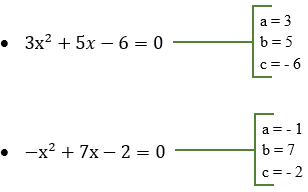 • 3x² + 5x − 6 = 0
a = 3
b = 5
c = - 6
• −x² + 7x − 2 = 0
a = - 1
b = 7
c = - 2